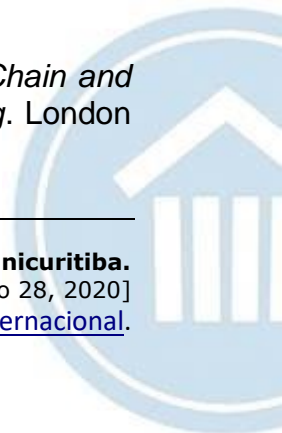 Chain and
g. London
nicuritiba.
o 28, 2020]
ernacional.